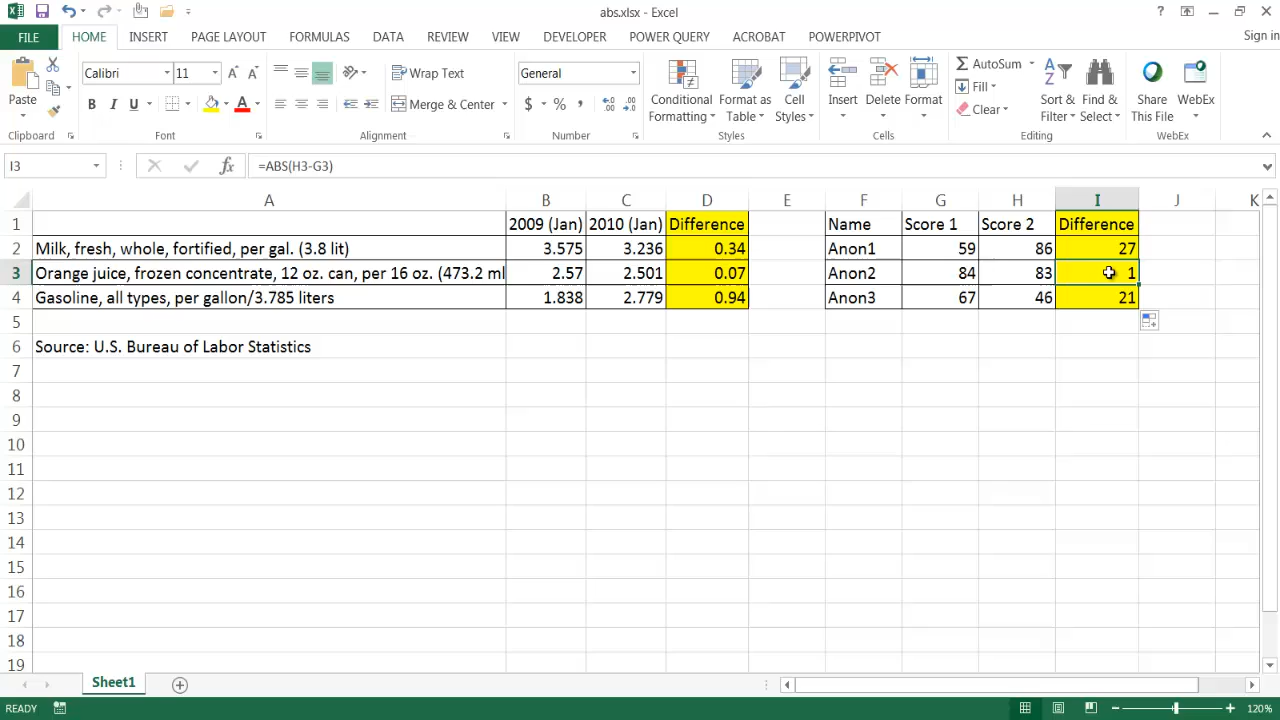 abs.xlsx - Excel
?
Sign in
FILE HOME INSERT PAGE LAYOUT FORMULAS DATA REVIEW VIEW DEVELOPER POWER QUERY ACROBAT POWERPIVOT
Paste
Clipboard
Calibri 11
B I U A
Font
Wrap Text
Merge & Center
Alignment
General
$ % ,
Number
Conditional Formatting
Format as Table
Cell Styles
Styles
Insert Delete Format
Cells
AutoSum
Fill
Clear
Sort & Filter
Find & Select
Editing
Share This File
WebEx
WebEx
I3 fx =ABS(H3-G3)
A B C D E F G H I J K
1 2009 (Jan) 2010 (Jan) Difference Name Score 1 Score 2 Difference
2 Milk, fresh, whole, fortified, per gal. (3.8 lit) 3.575 3.236 0.34 Anon1 59 86 27
3 Orange juice, frozen concentrate, 12 oz. can, per 16 oz. (473.2 ml 2.57 2.501 0.07 Anon2 84 83 1
4 Gasoline, all types, per gallon/3.785 liters 1.838 2.779 0.94 Anon3 67 46 21
5
6 Source: U.S. Bureau of Labor Statistics
7
8
9
10
11
12
13
14
15
16
17
18
19
Sheet1
READY 120%